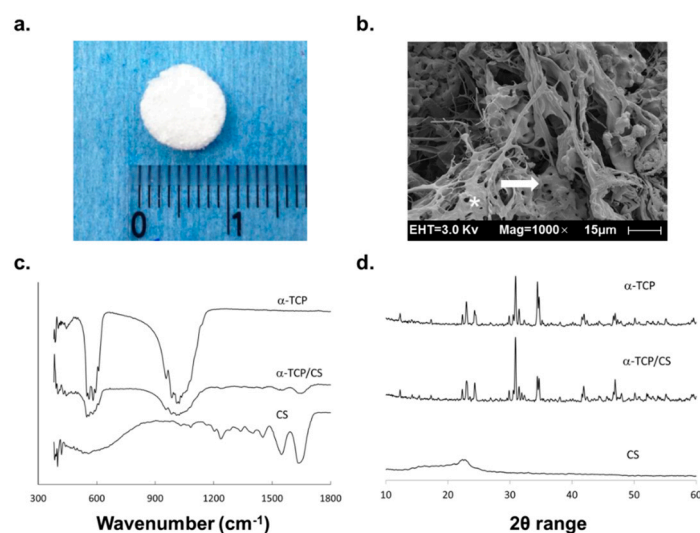 a.
b.
0 1
EHT=3.0 Kv Mag=1000× 15μm
*
c.
d.
α-TCP
α-TCP/CS
CS
300 600 900 1200 1500 1800
Wavenumber (cm-1)
α-TCP
α-TCP/CS
CS
10 20 30 40 50 60
2θ range